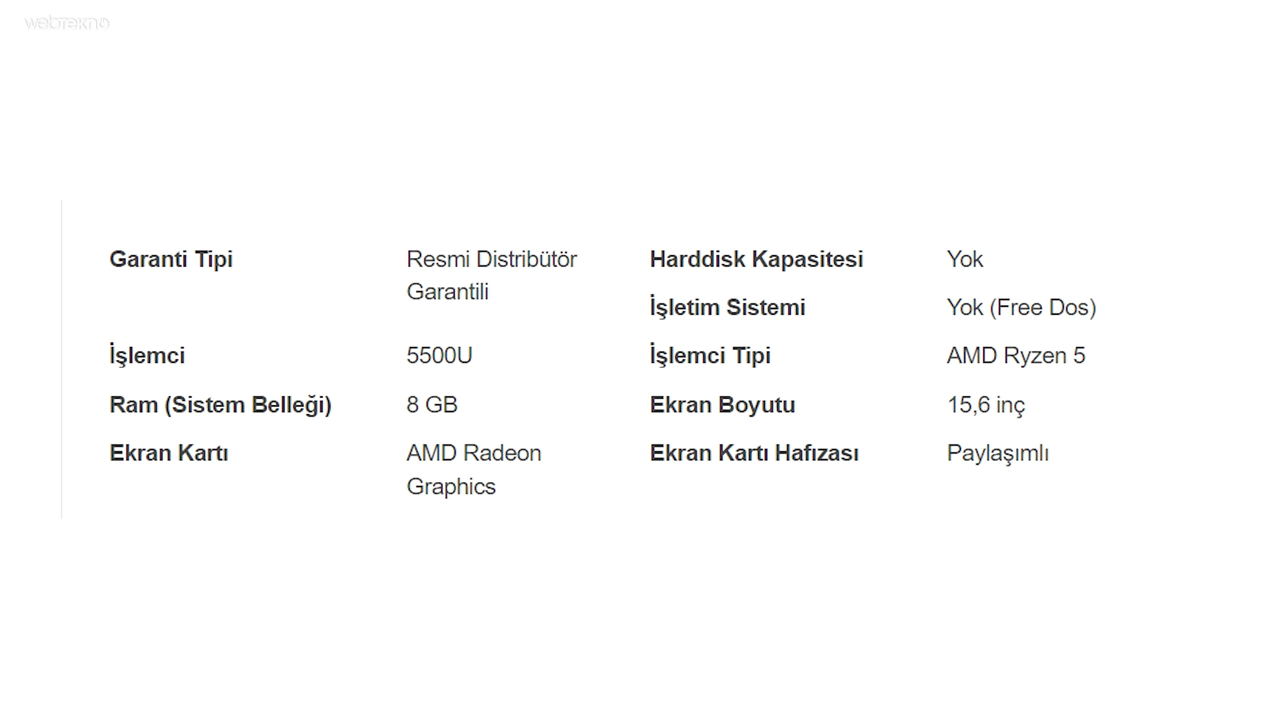 webtekno
Garanti Tipi
Resmi Distribütör
Garantili
Harddisk Kapasitesi
Yok
İşletim Sistemi
Yok (Free Dos)
İşlemci
5500U
İşlemci Tipi
AMD Ryzen 5
Ram (Sistem Belleği)
8 GB
Ekran Boyutu
15,6 inç
Ekran Kartı
AMD Radeon
Graphics
Ekran Kartı Hafızası
Paylaşımlı